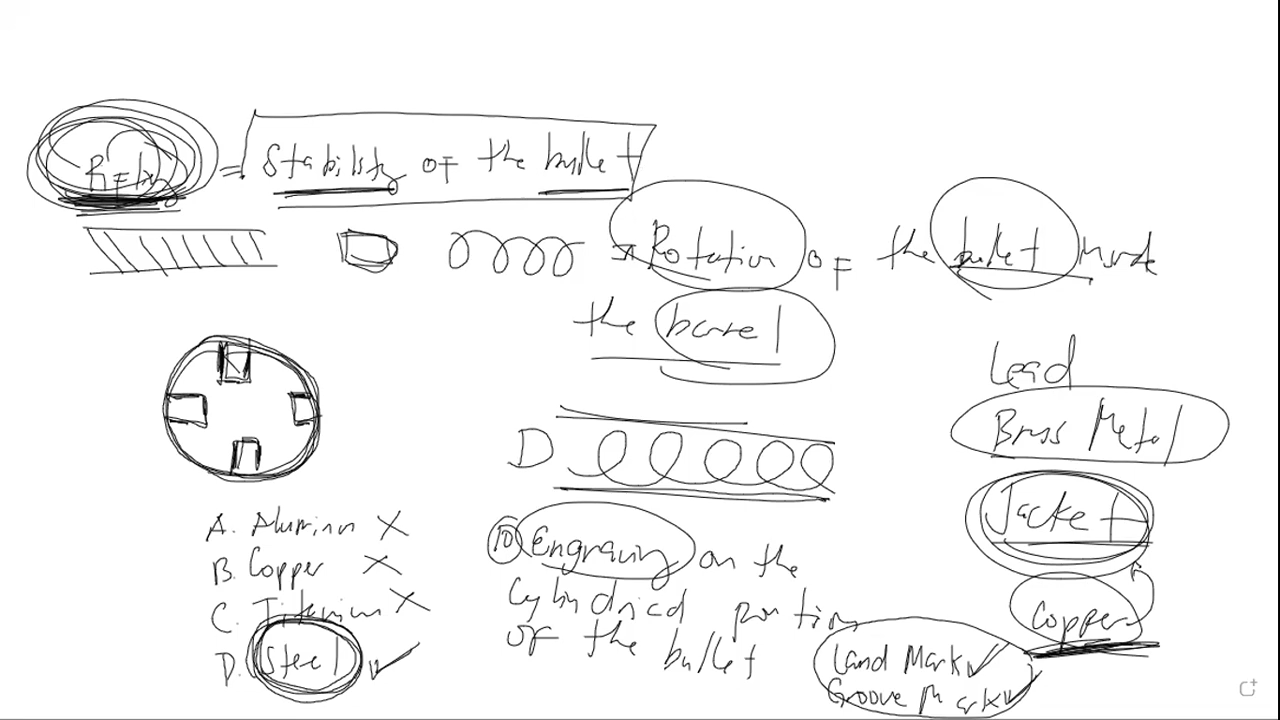 = Stability of the bullet
Rotation of the bullet inside
the barrel
Lead
Brass Metal
D
Jacket
A. Aluminum X
B. Copper X
C. Titanium X
D. Steel ✓
10 Engraving on the
Cylindrical portion
of the bullet
Copper
Land Mark ✓
Groove Mark ✓